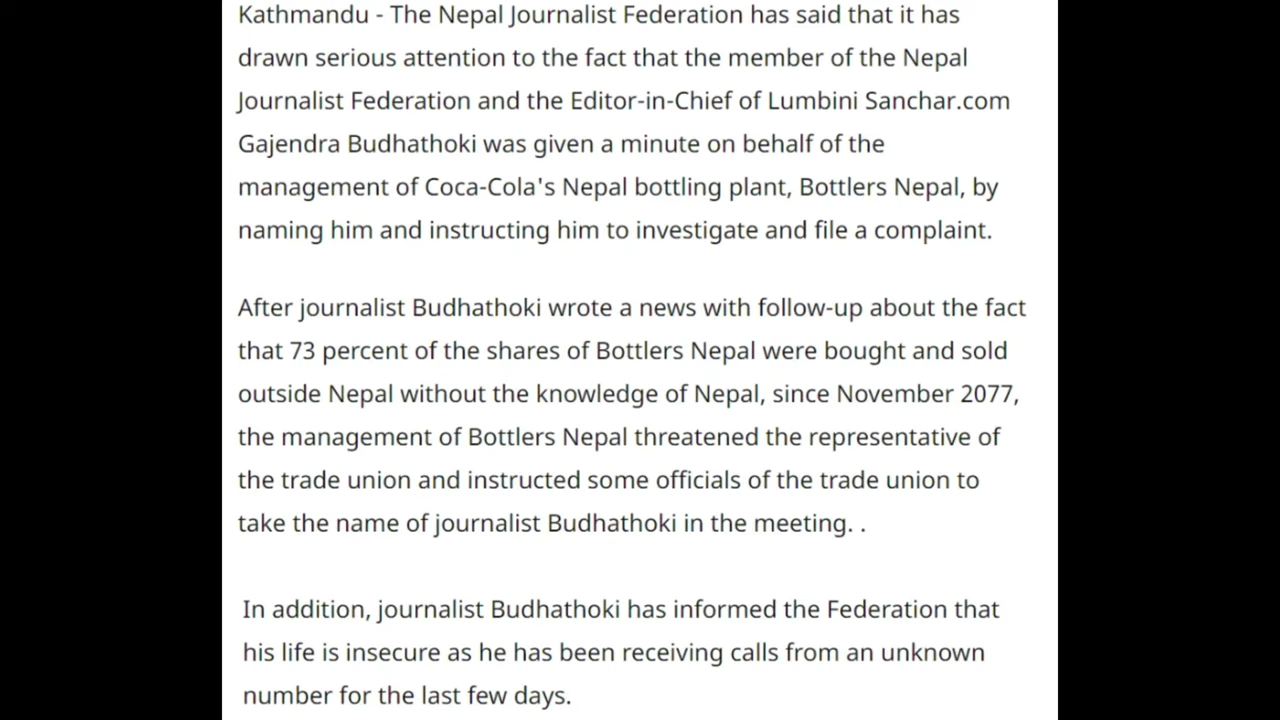 Kathmandu - The Nepal Journalist Federation has said that it has
drawn serious attention to the fact that the member of the Nepal
Journalist Federation and the Editor-in-Chief of Lumbini Sanchar.com
Gajendra Budhathoki was given a minute on behalf of the
management of Coca-Cola's Nepal bottling plant, Bottlers Nepal, by
naming him and instructing him to investigate and file a complaint.
After journalist Budhathoki wrote a news with follow-up about the fact
that 73 percent of the shares of Bottlers Nepal were bought and sold
outside Nepal without the knowledge of Nepal, since November 2077,
the management of Bottlers Nepal threatened the representative of
the trade union and instructed some officials of the trade union to
take the name of journalist Budhathoki in the meeting. .
In addition, journalist Budhathoki has informed the Federation that
his life is insecure as he has been receiving calls from an unknown
number for the last few days.